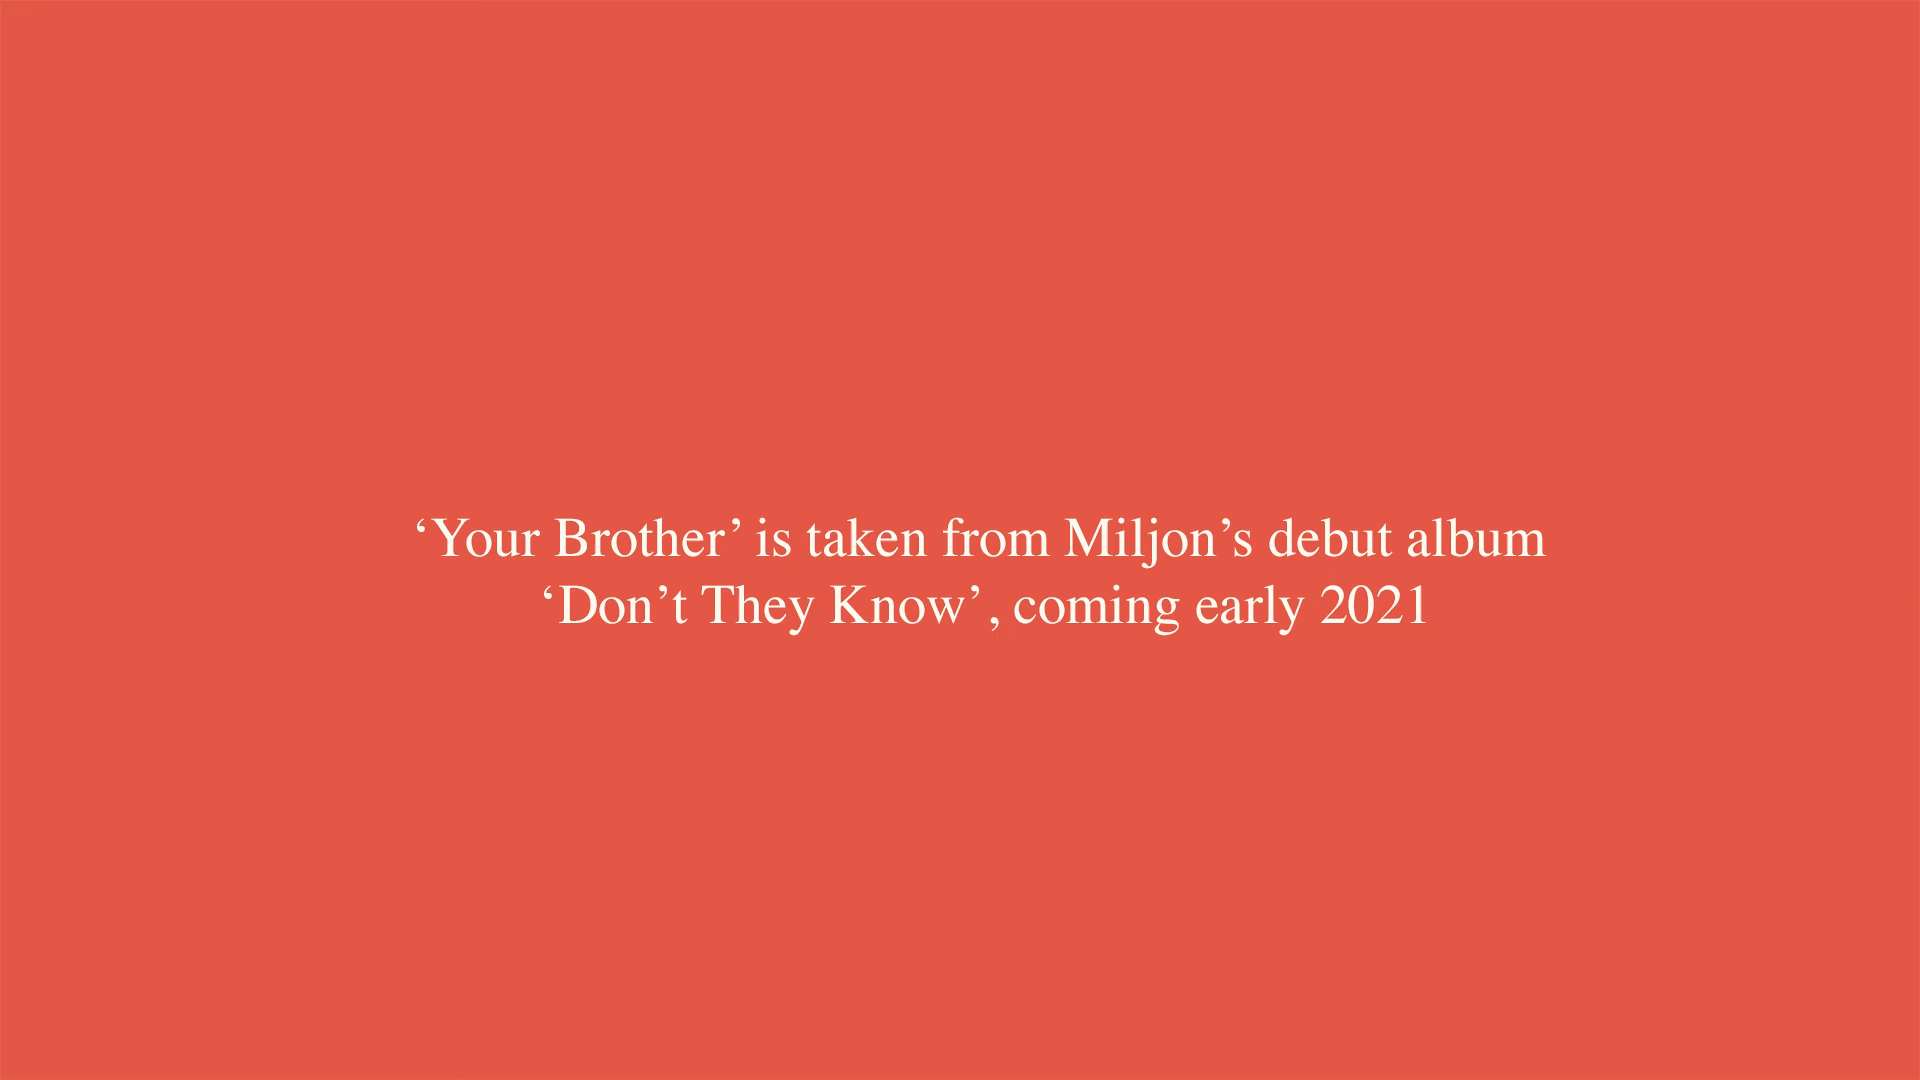 ‘Your Brother’ is taken from Miljon’s debut album
‘Don’t They Know’, coming early 2021